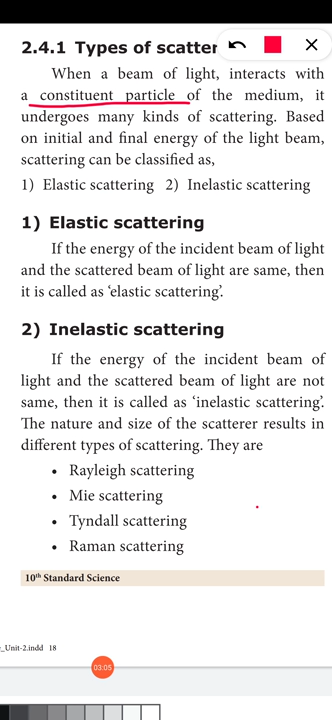 2.4.1 Types of scatter
When a beam of light, interacts with
a constituent particle of the medium, it
undergoes many kinds of scattering. Based
on initial and final energy of the light beam,
scattering can be classified as,
1) Elastic scattering 2) Inelastic scattering
1) Elastic scattering
If the energy of the incident beam of light
and the scattered beam of light are same, then
it is called as ‘elastic scattering’.
2) Inelastic scattering
If the energy of the incident beam of
light and the scattered beam of light are not
same, then it is called as ‘inelastic scattering’.
The nature and size of the scatterer results in
different types of scattering. They are
• Rayleigh scattering
• Mie scattering
• Tyndall scattering
• Raman scattering
10th Standard Science
_Unit-2.indd 18
03:05